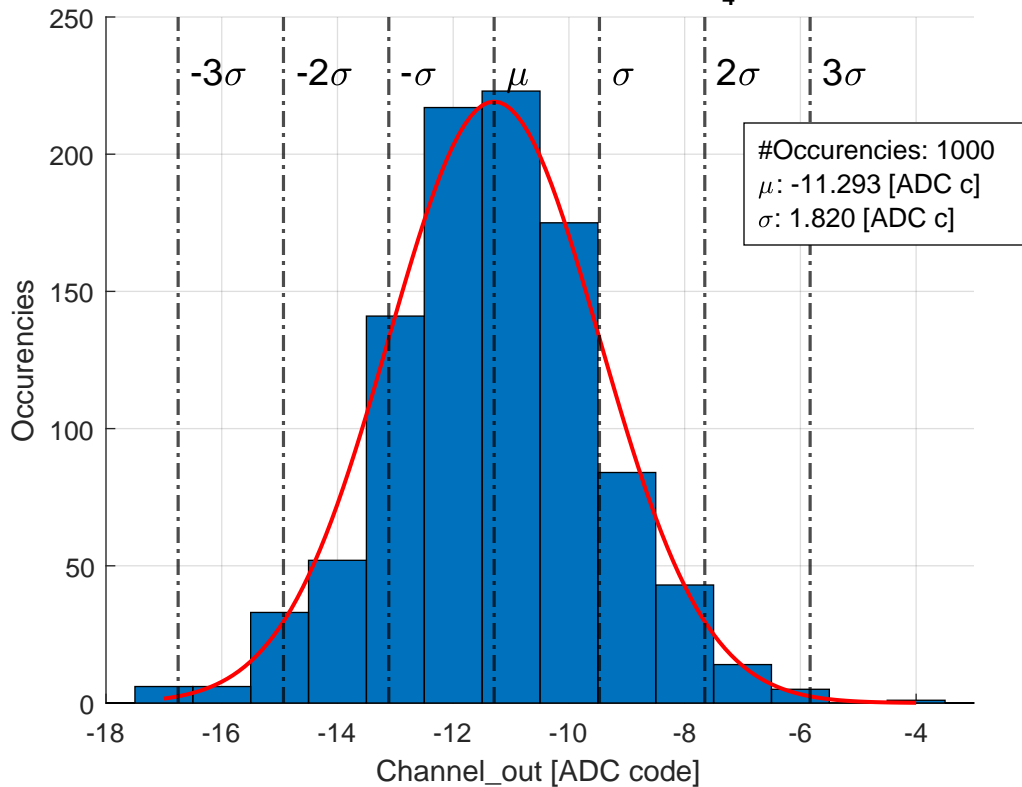 4
250
-3σ -2σ -σ μ σ 2σ 3σ
200
#Occurencies: 1000
μ: -11.293 [ADC c]
σ: 1.820 [ADC c]
150
Occurencies
100
50
0
-18 -16 -14 -12 -10 -8 -6 -4
Channel_out [ADC code]